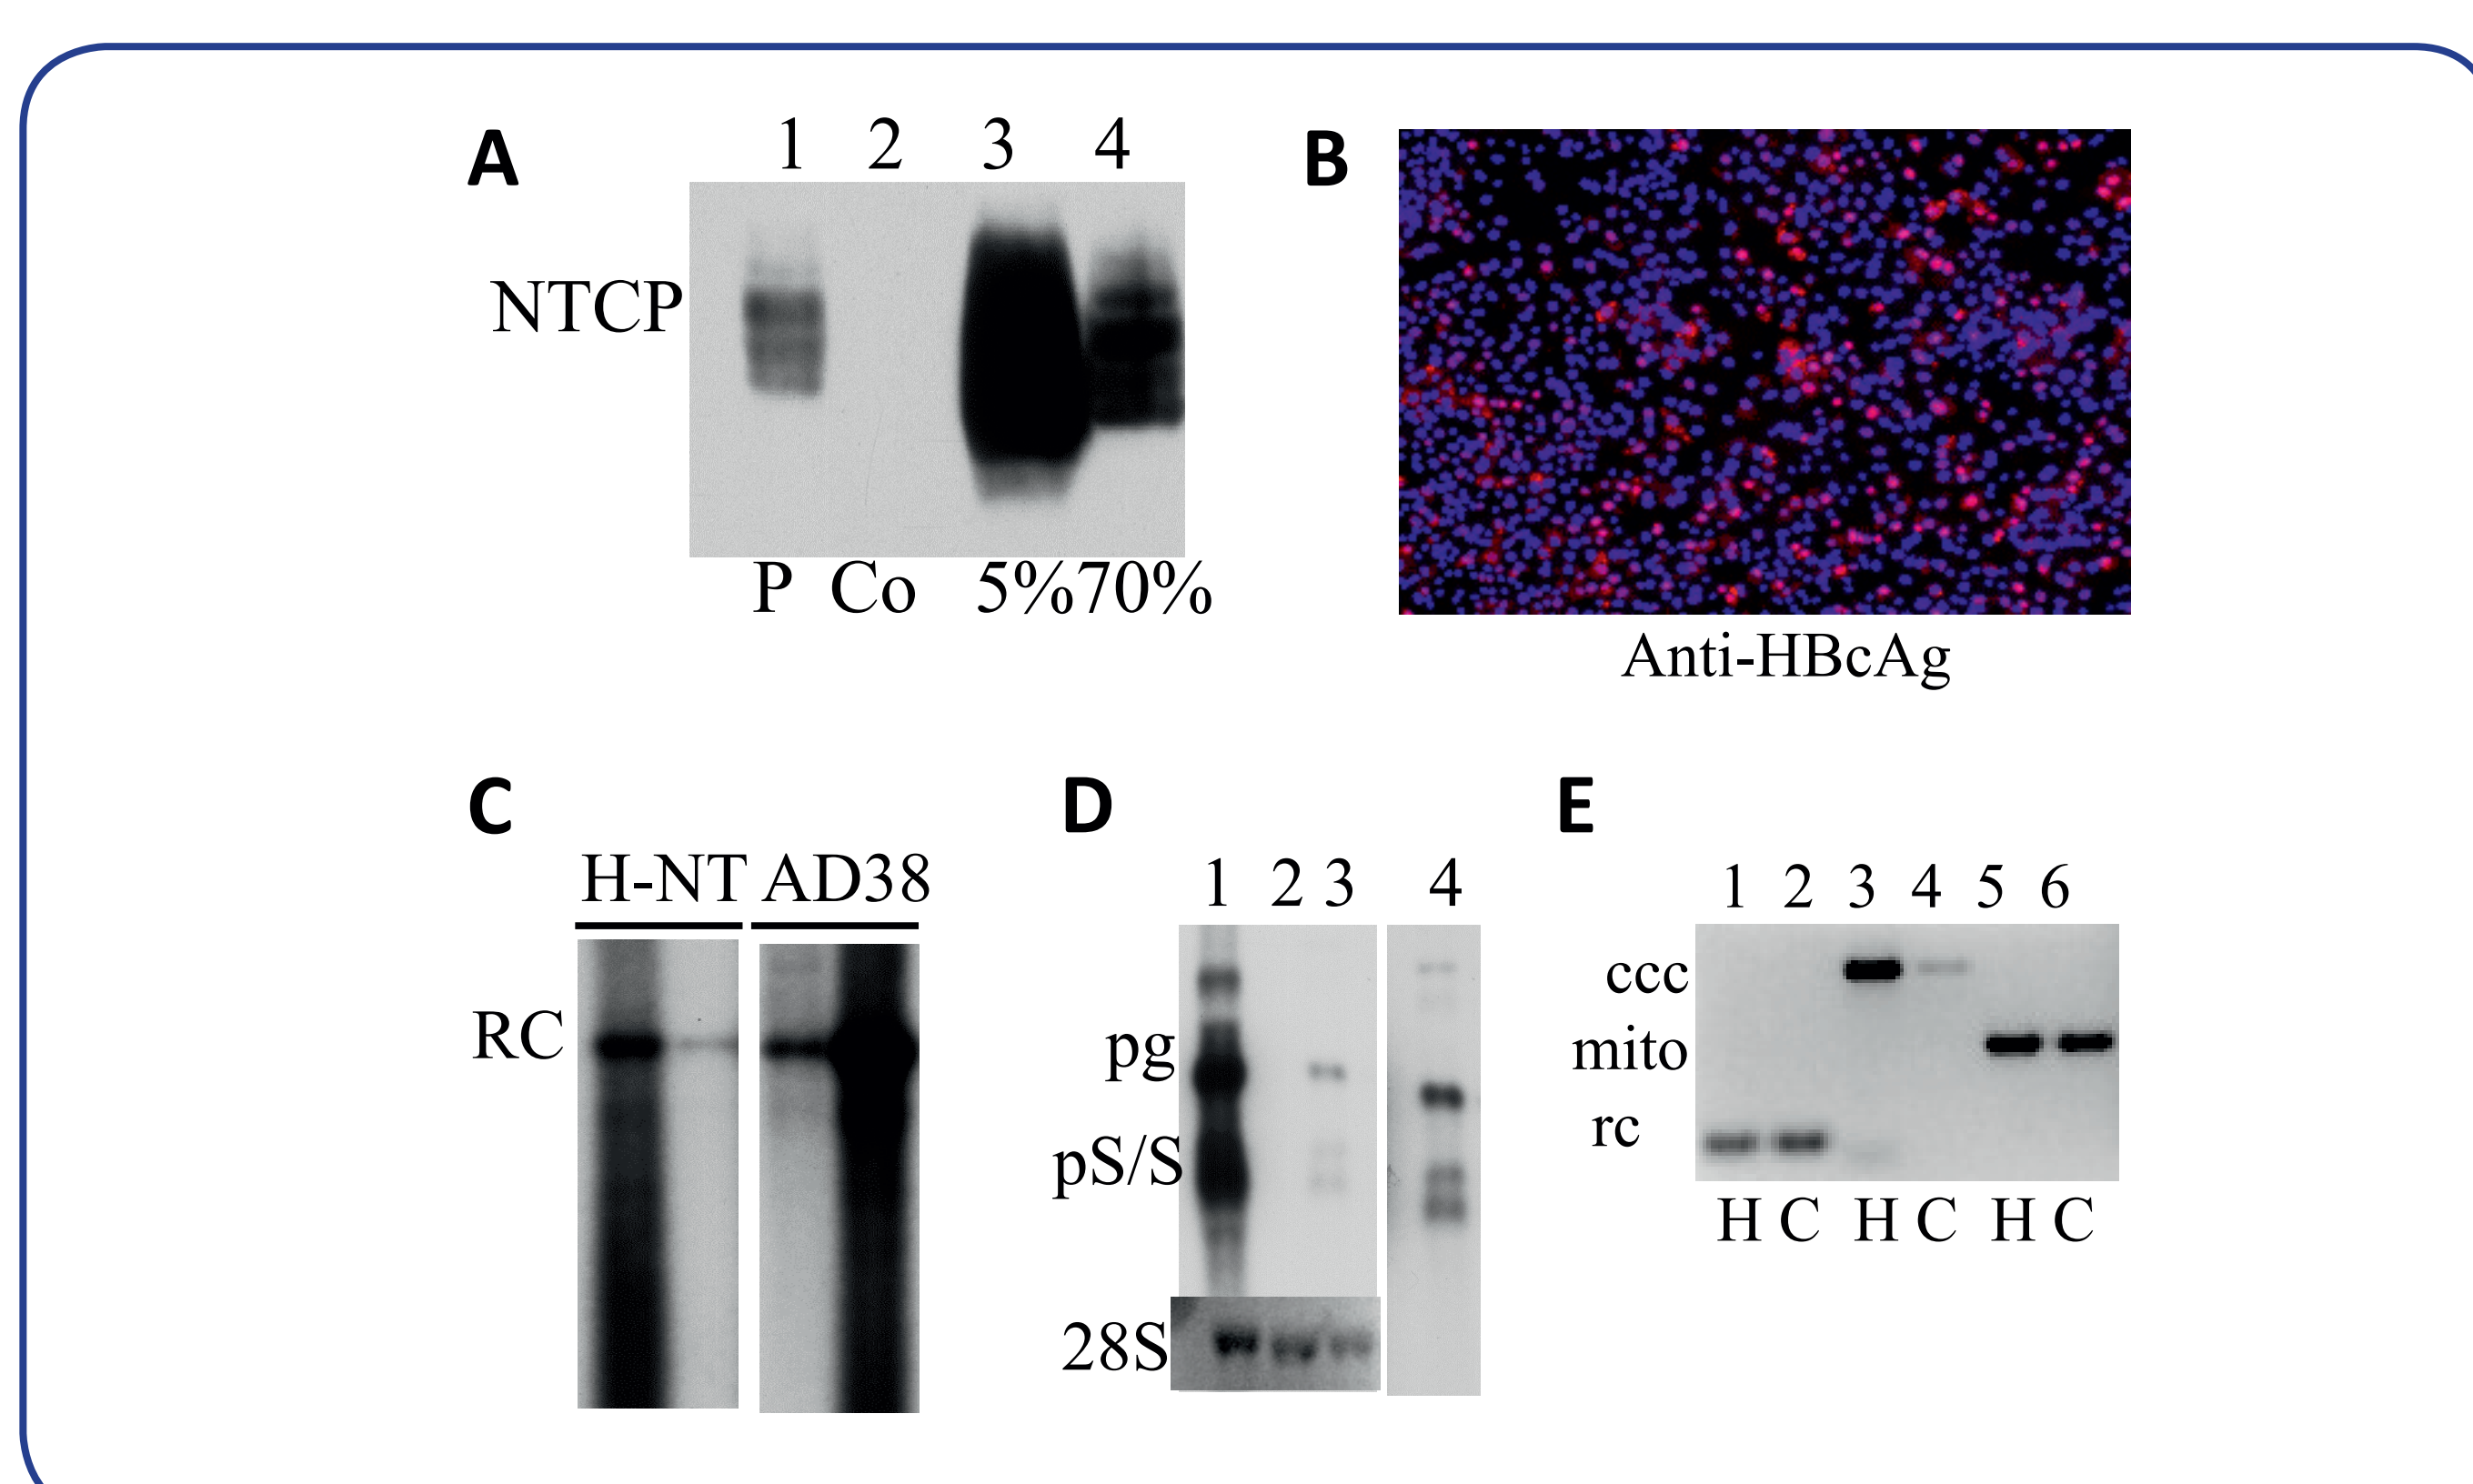 A
1 2 3 4
NTCP
P Co 5% 70%
B
Anti-HBcAg
C
H-NT AD38
RC
D
1 2 3 4
pg
pS/S
28S
E
1 2 3 4 5 6
ccc
mito
rc
H C H C H C